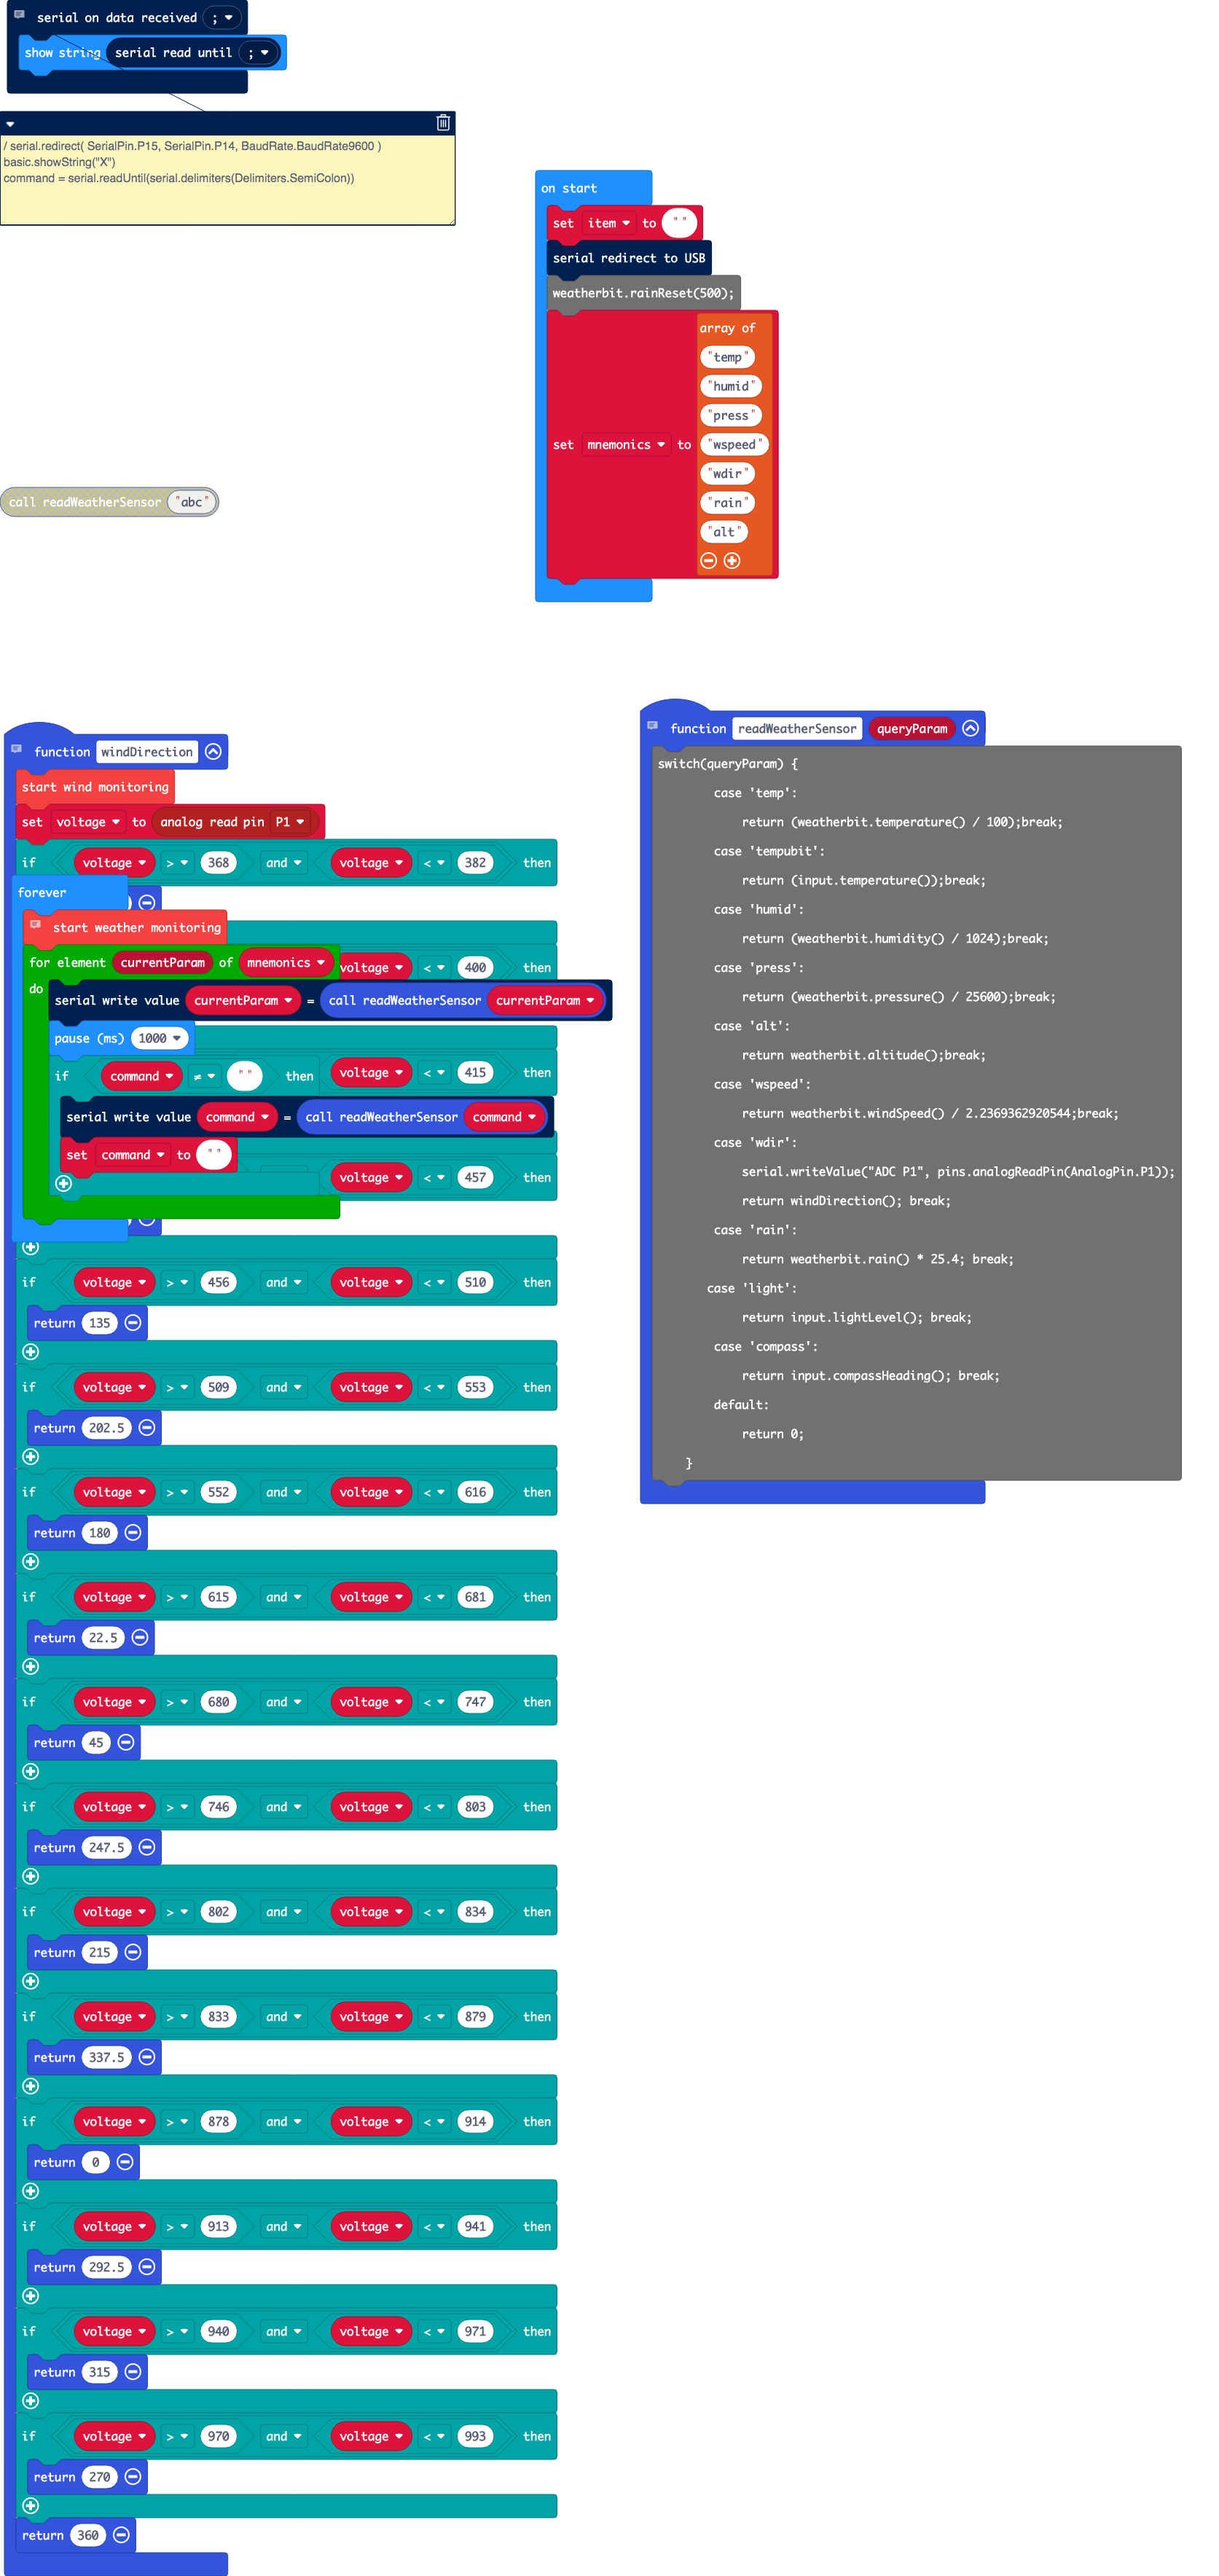 serial on data received ;
show string serial read until ;
/ serial.redirect( SerialPin.P15, SerialPin.P14, BaudRate.BaudRate9600 )
basic.showString("X")
command = serial.readUntil(serial.delimiters(Delimiters.SemiColon))
on start
set item to " "
serial redirect to USB
weatherbit.rainReset(500);
set mnemonics to array of
"temp"
"humid"
"press"
"wspeed"
"wdir"
"rain"
"alt"
call readWeatherSensor "abc"
function windDirection
start wind monitoring
set voltage to analog read pin P1
if voltage > 368 and voltage < 382 then
voltage < 400 then
voltage < 415 then
voltage < 457 then
forever
start weather monitoring
for element currentParam of mnemonics
do
serial write value currentParam = call readWeatherSensor currentParam
pause (ms) 1000
if command ≠ " " then
serial write value command = call readWeatherSensor command
set command to " "
if voltage > 456 and voltage < 510 then
return 135
if voltage > 509 and voltage < 553 then
return 202.5
if voltage > 552 and voltage < 616 then
return 180
if voltage > 615 and voltage < 681 then
return 22.5
if voltage > 680 and voltage < 747 then
return 45
if voltage > 746 and voltage < 803 then
return 247.5
if voltage > 802 and voltage < 834 then
return 215
if voltage > 833 and voltage < 879 then
return 337.5
if voltage > 878 and voltage < 914 then
return 0
if voltage > 913 and voltage < 941 then
return 292.5
if voltage > 940 and voltage < 971 then
return 315
if voltage > 970 and voltage < 993 then
return 270
return 360
function readWeatherSensor queryParam
switch(queryParam) {
case 'temp':
return (weatherbit.temperature() / 100);break;
case 'tempubit':
return (input.temperature());break;
case 'humid':
return (weatherbit.humidity() / 1024);break;
case 'press':
return (weatherbit.pressure() / 25600);break;
case 'alt':
return weatherbit.altitude();break;
case 'wspeed':
return weatherbit.windSpeed() / 2.2369362920544;break;
case 'wdir':
serial.writeValue("ADC P1", pins.analogReadPin(AnalogPin.P1));
return windDirection(); break;
case 'rain':
return weatherbit.rain() * 25.4; break;
case 'light':
return input.lightLevel(); break;
case 'compass':
return input.compassHeading(); break;
default:
return 0;
}